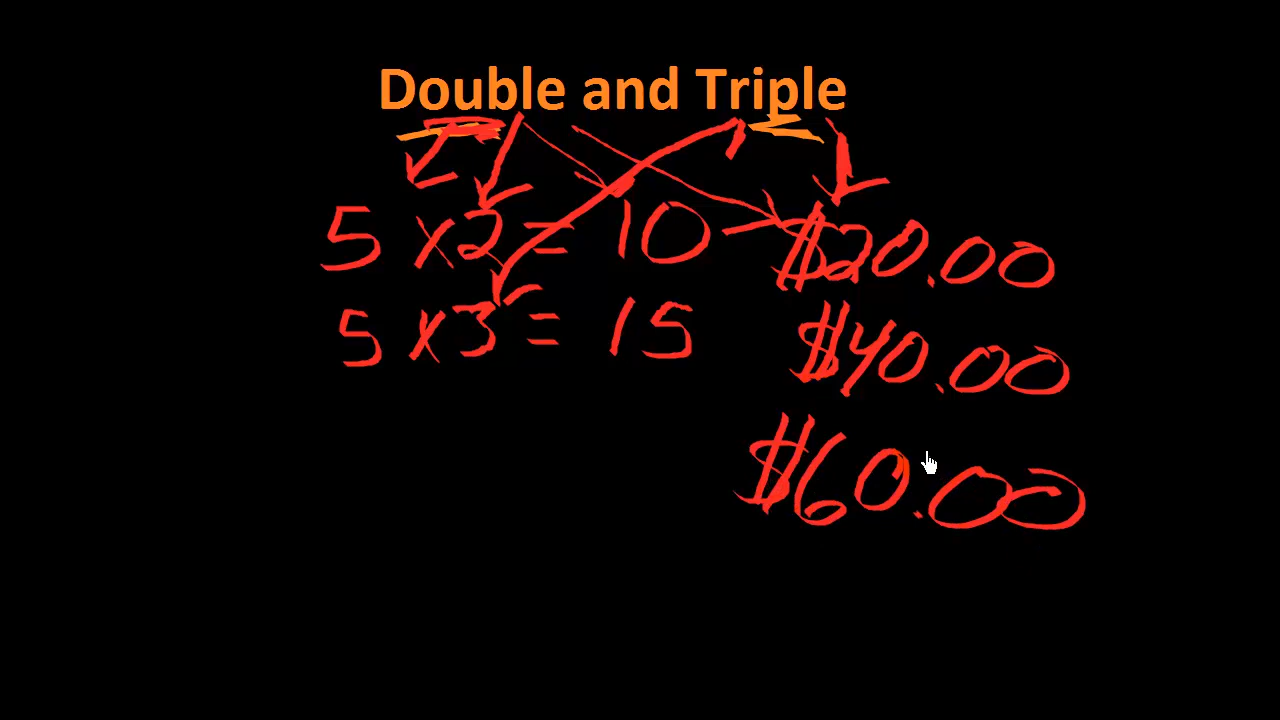 Double and Triple
5 x 2 = 10 $20.00
5 x 3 = 15 $40.00
$60.00